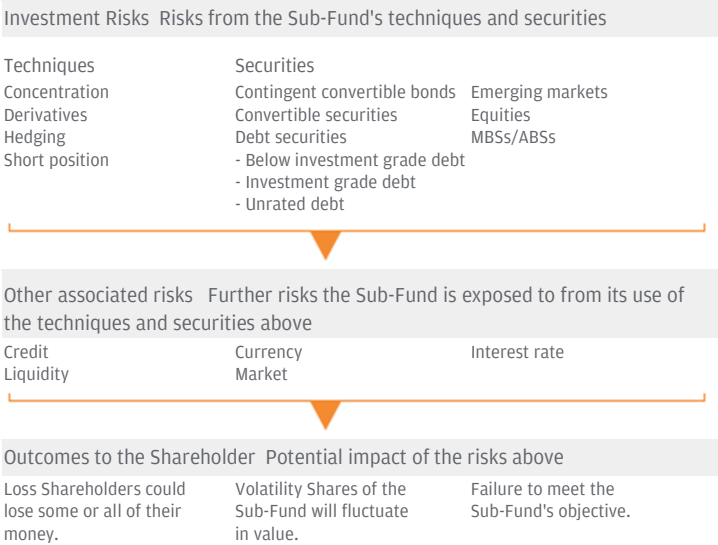 Investment Risks Risks from the Sub-Fund's techniques and securities
Techniques
Concentration
Derivatives
Hedging
Short position
Securities
Contingent convertible bonds
Convertible securities
Debt securities
- Below investment grade debt
- Investment grade debt
- Unrated debt
Emerging markets
Equities
MBSs/ABSs
Other associated risks Further risks the Sub-Fund is exposed to from its use of
the techniques and securities above
Credit
Liquidity
Currency
Market
Interest rate
Outcomes to the Shareholder Potential impact of the risks above
Loss Shareholders could
lose some or all of their
money.
Volatility Shares of the
Sub-Fund will fluctuate
in value.
Failure to meet the
Sub-Fund's objective.